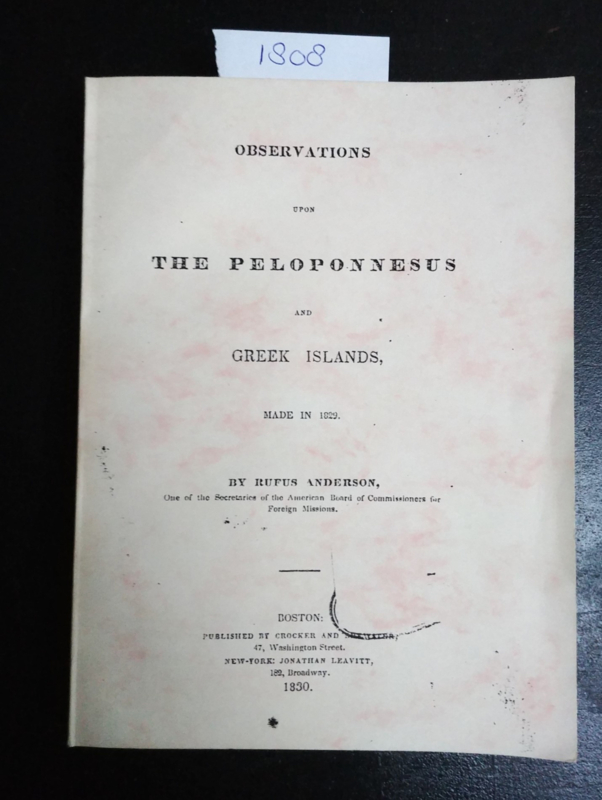 1808
OBSERVATIONS
UPON
THE PELOPONNESUS
AND
GREEK ISLANDS,
MADE IN 1829.
BY RUFUS ANDERSON,
One of the Secretaries of the American Board of Commissioners for
Foreign Missions.
BOSTON:
PUBLISHED BY CROCKER AND BREWSTER,
47, Washington Street.
NEW-YORK: JONATHAN LEAVITT,
182, Broadway.
1830.